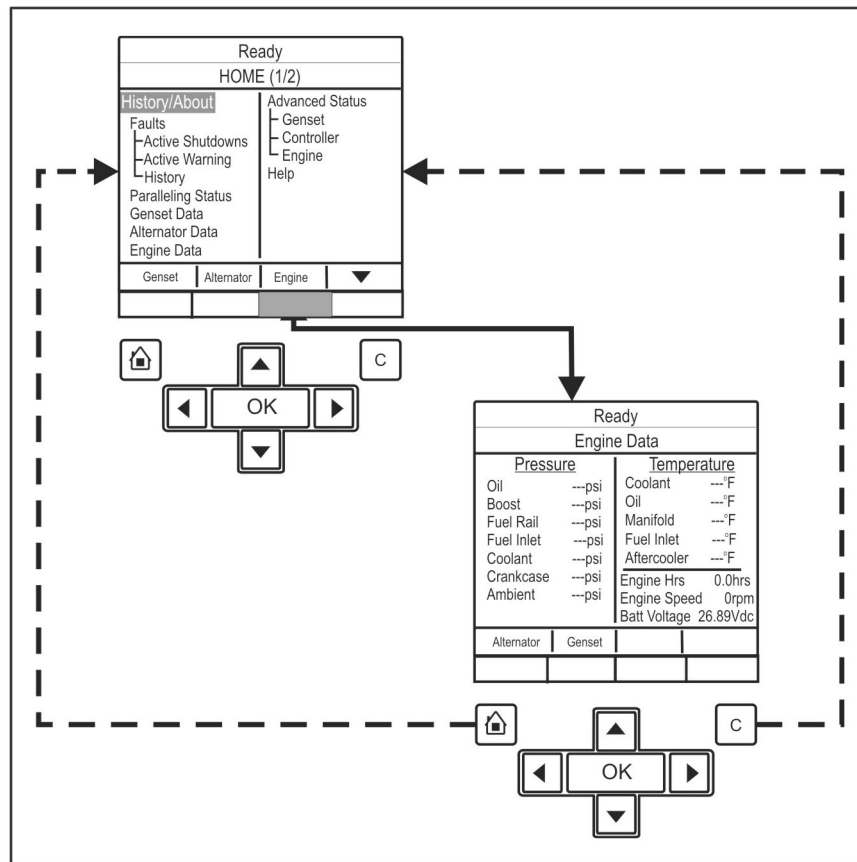 Ready
HOME (1/2)
History/About
Faults
Active Shutdowns
Active Warning
History
Paralleling Status
Genset Data
Alternator Data
Engine Data
Advanced Status
Genset
Controller
Engine
Help
Genset Alternator Engine
C
OK
Ready
Engine Data
Pressure
Oil ---psi
Boost ---psi
Fuel Rail ---psi
Fuel Inlet ---psi
Coolant ---psi
Crankcase ---psi
Ambient ---psi
Temperature
Coolant ---°F
Oil ---°F
Manifold ---°F
Fuel Inlet ---°F
Aftercooler ---°F
Engine Hrs 0.0hrs
Engine Speed 0rpm
Batt Voltage 26.89Vdc
Alternator Genset
C
OK